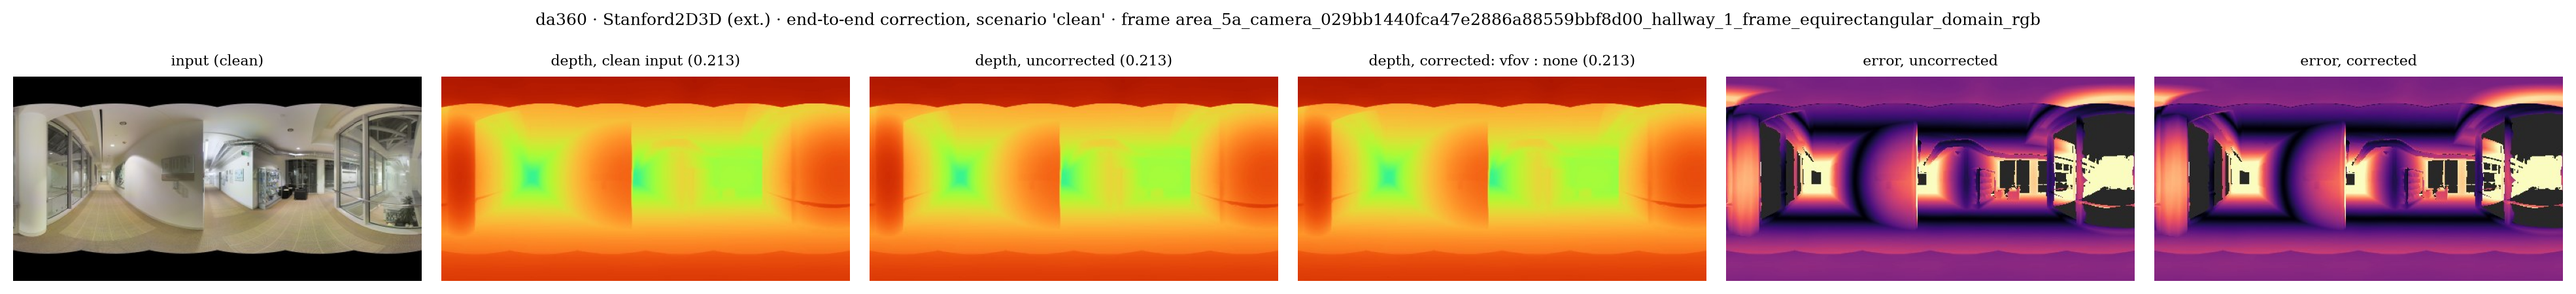 da360 · Stanford2D3D (ext.) · end-to-end correction, scenario 'clean' · frame area_5a_camera_029bb1440fca47e2886a88559bbf8d00_hallway_1_frame_equirectangular_domain_rgb
input (clean)
depth, clean input (0.213)
depth, uncorrected (0.213)
depth, corrected: vfov : none (0.213)
error, uncorrected
error, corrected